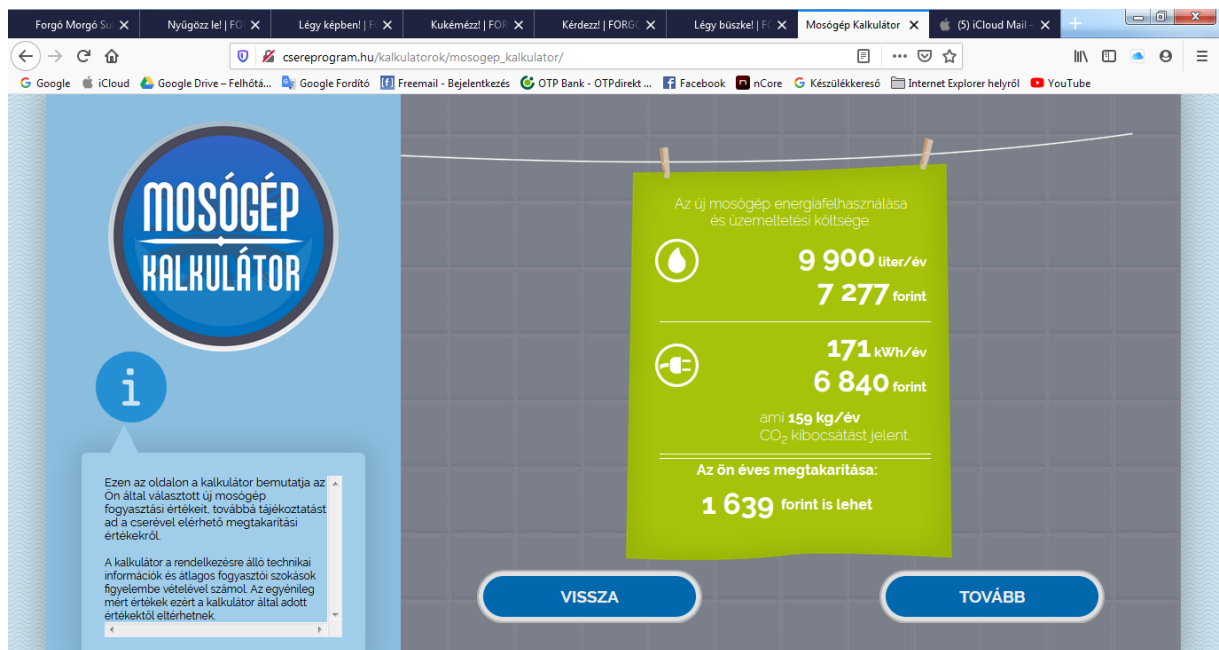 Forgó Morgó Su
Nyűgözz le! | FO
Légy képben! | F
Kukémézz! | FOR
Kérdezz! | FORGO
Légy büszke! | F
Mosógép Kalkulátor
(5) iCloud Mail –
csereprogram.hu/kalkulatorok/mosogep_kalkulator/
Google
iCloud
Google Drive – Felhőtá...
Google Fordító
Freemail - Bejelentkezés
OTP Bank - OTPdirekt ...
Facebook
nCore
Készülékkereső
Internet Explorer helyről
YouTube
MOSÓGÉP
KALKULÁTOR
i
Ezen az oldalon a kalkulátor bemutatja az
Ön által választott új mosógép
fogyasztási értékeit, továbbá tájékoztatást
ad a cserével elérhető megtakarítási
értékekről.
A kalkulátor a rendelkezésre álló technikai
információk és átlagos fogyasztói szokások
figyelembe vételével számol. Az egyénileg
mért értékek ezért a kalkulátor által adott
értékektől eltérhetnek.
Az új mosógép energiafelhasználása
és üzemeltetési költsége:
9 900 liter/év
7 277 forint
171 kWh/év
6 840 forint
ami 159 kg/év
CO₂ kibocsátást jelent.
Az ön éves megtakarítása:
1 639 forint is lehet
VISSZA
TOVÁBB